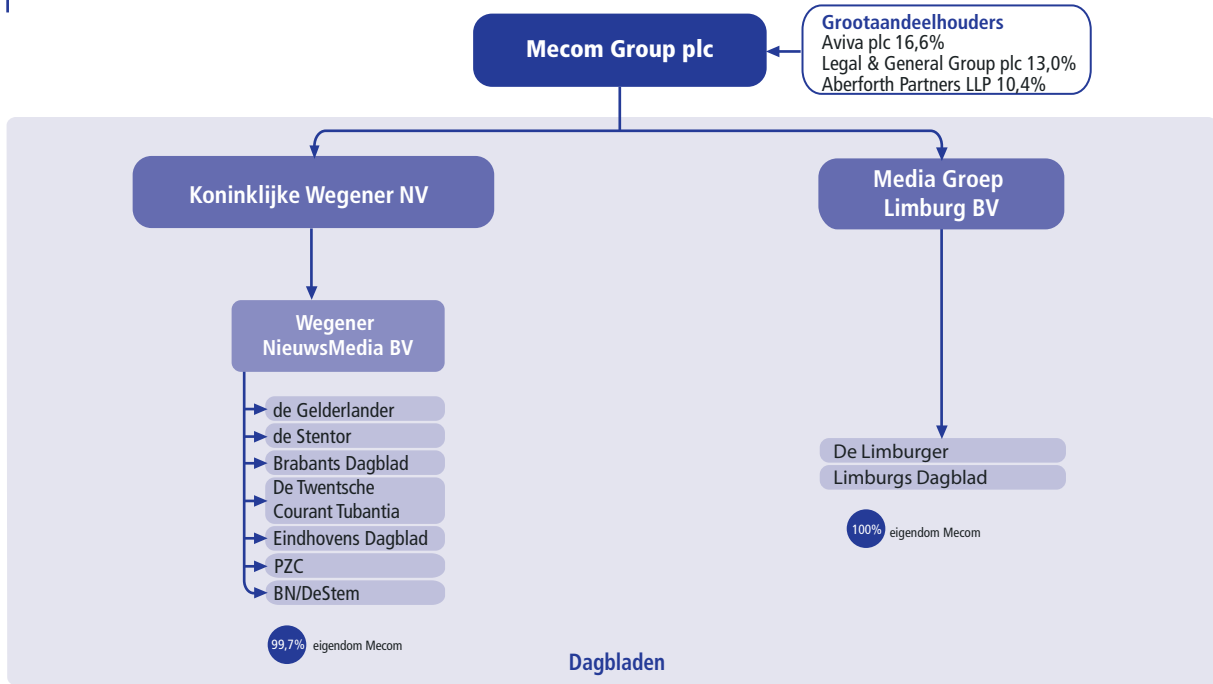 Mecom Group plc
Grootaandeelhouders
Aviva plc 16,6%
Legal & General Group plc 13,0%
Aberforth Partners LLP 10,4%
Koninklijke Wegener NV
Media Groep
Limburg BV
Wegener
NieuwsMedia BV
de Gelderlander
de Stentor
Brabants Dagblad
De Twentsche
Courant Tubantia
Eindhovens Dagblad
PZC
BN/DeStem
99,7% eigendom Mecom
De Limburger
Limburgs Dagblad
100% eigendom Mecom
Dagbladen